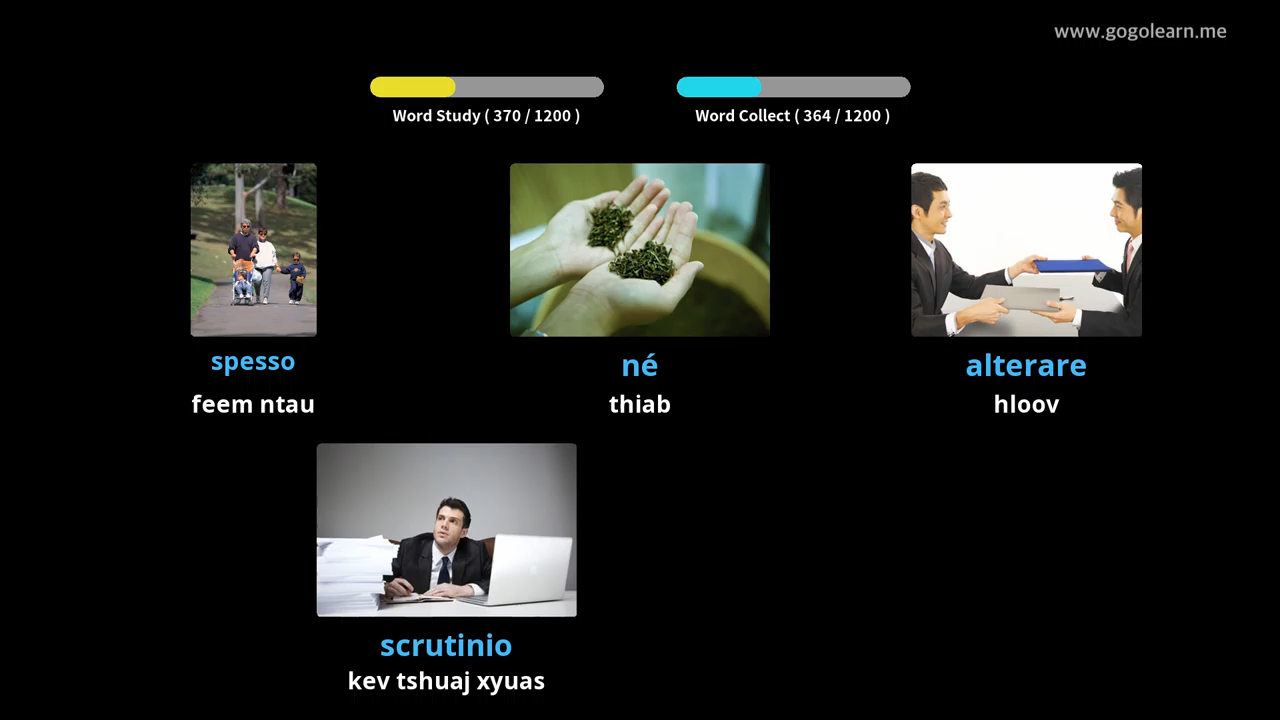 www.gogolearn.me
Word Study ( 370 / 1200 )
Word Collect ( 364 / 1200 )
spesso
né
alterare
feem ntau
thiab
hloov
scrutinio
kev tshuaj xyuas